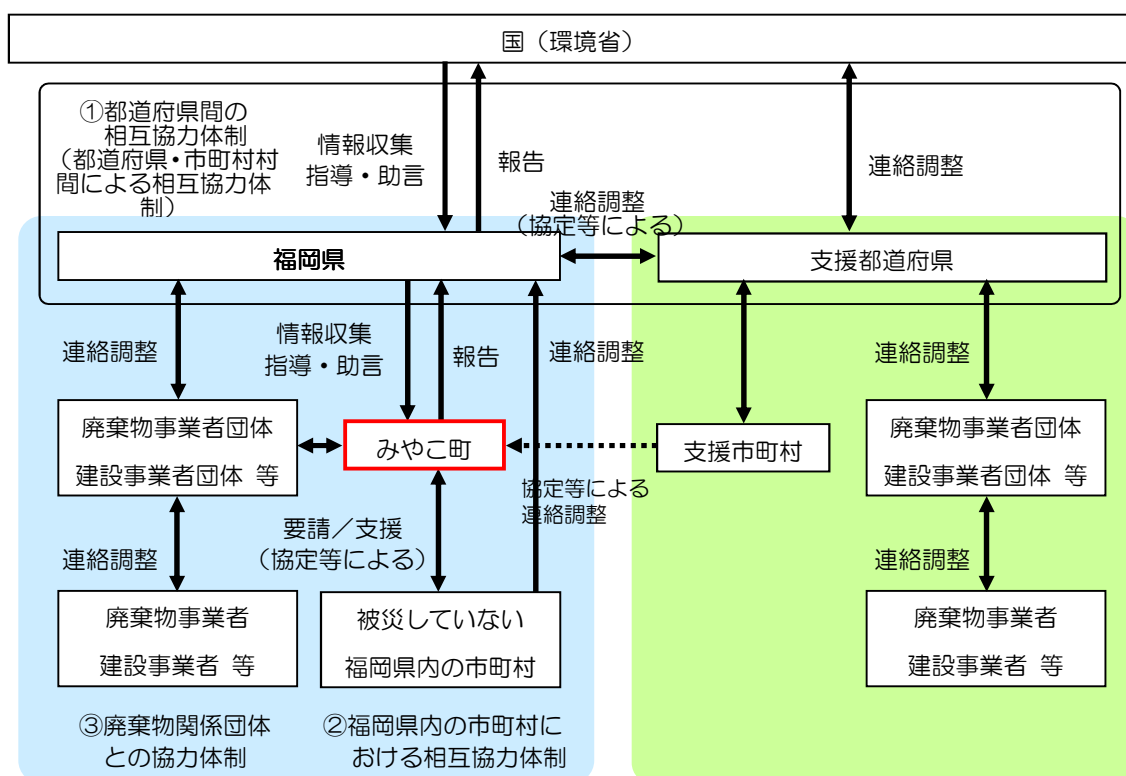 国（環境省）
①都道府県間の
相互協力体制
（都道府県・市町村村
間による相互協力体
制）
情報収集
指導・助言
報告
連絡調整
（協定等による）
連絡調整
福岡県
支援都道府県
連絡調整
情報収集
指導・助言
報告
連絡調整
連絡調整
廃棄物事業者団体
建設事業者団体 等
みやこ町
支援市町村
廃棄物事業者団体
建設事業者団体 等
協定等による
連絡調整
連絡調整
要請／支援
（協定等による）
連絡調整
廃棄物事業者
建設事業者 等
被災していない
福岡県内の市町村
廃棄物事業者
建設事業者 等
③廃棄物関係団体
との協力体制
②福岡県内の市町村に
おける相互協力体制